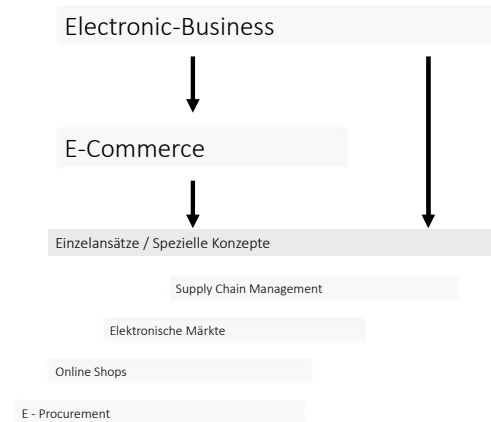 Electronic-Business
E-Commerce
Einzelansätze / Spezielle Konzepte
Supply Chain Management
Elektronische Märkte
Online Shops
E - Procurement